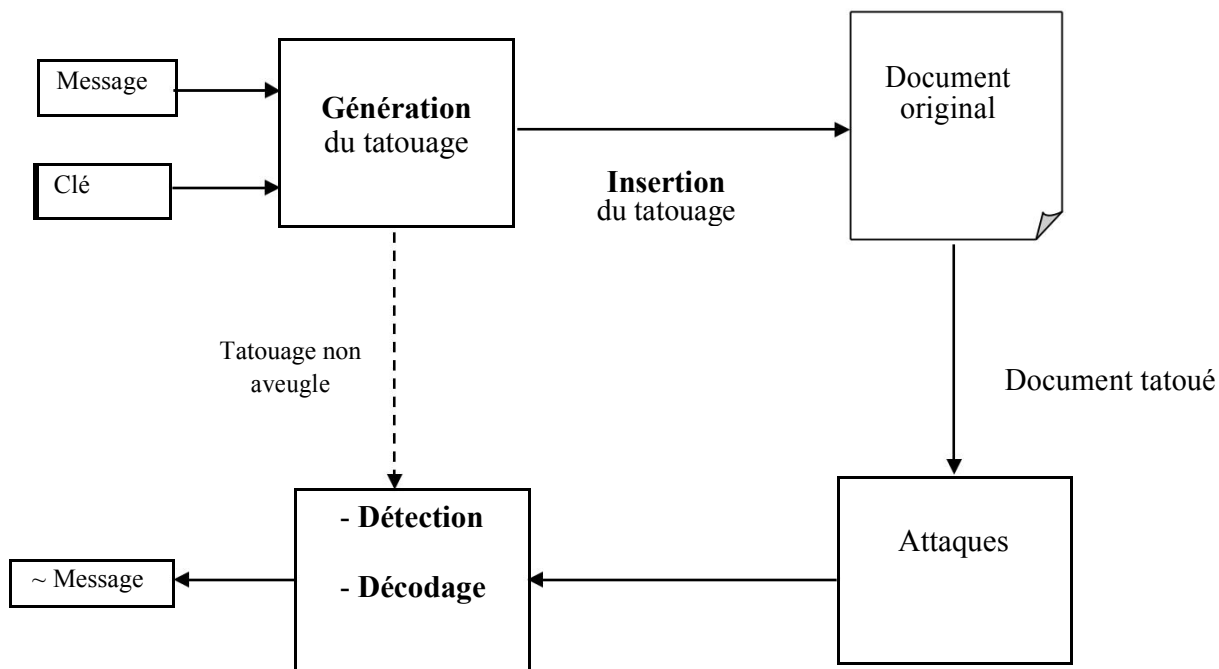 Message
Clé
Génération
du tatouage
Insertion
du tatouage
Document
original
Tatouage non
aveugle
Document tatoué
- Détection
- Décodage
Attaques
~ Message